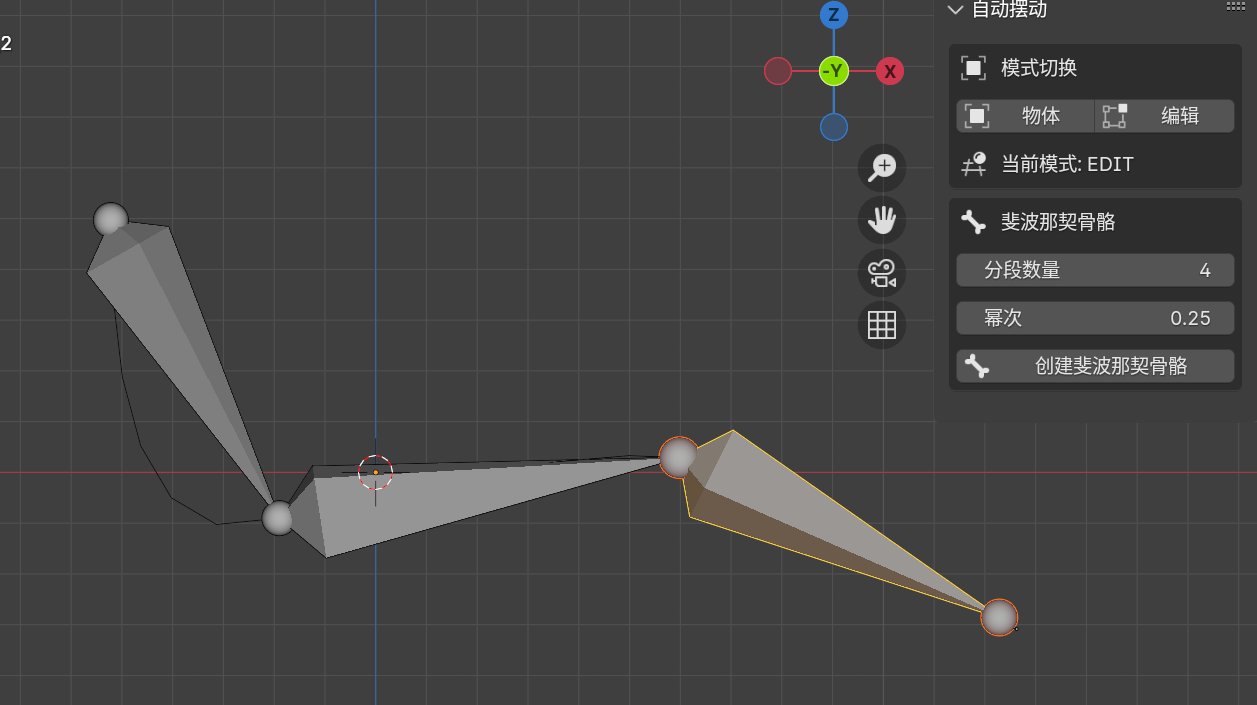 自动摆动
2
Z
-Y
X
模式切换
物体
编辑
当前模式: EDIT
斐波那契骨骼
分段数量 4
幂次 0.25
创建斐波那契骨骼